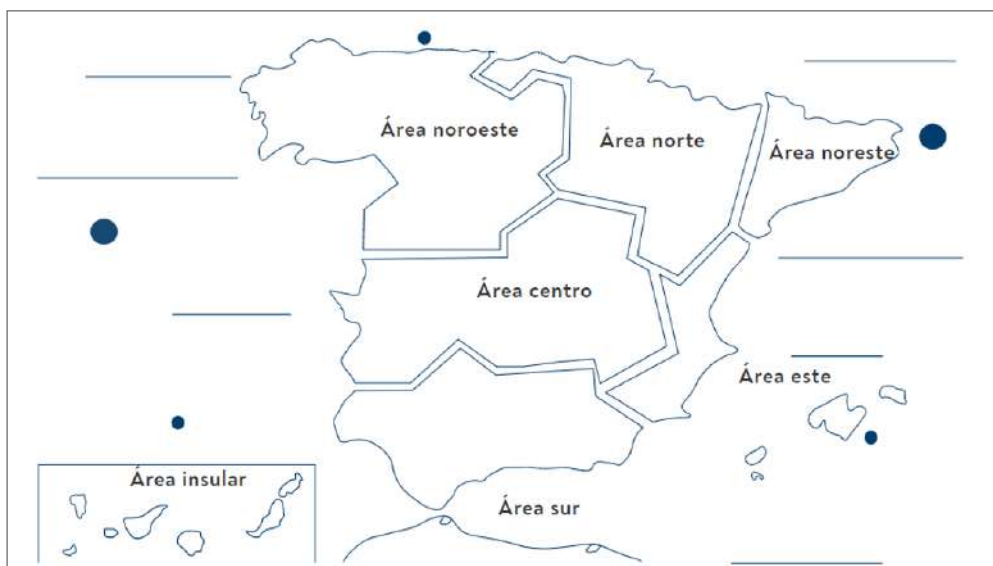 Área noroeste
Área norte
Área noreste
Área centro
Área este
Área insular
Área sur